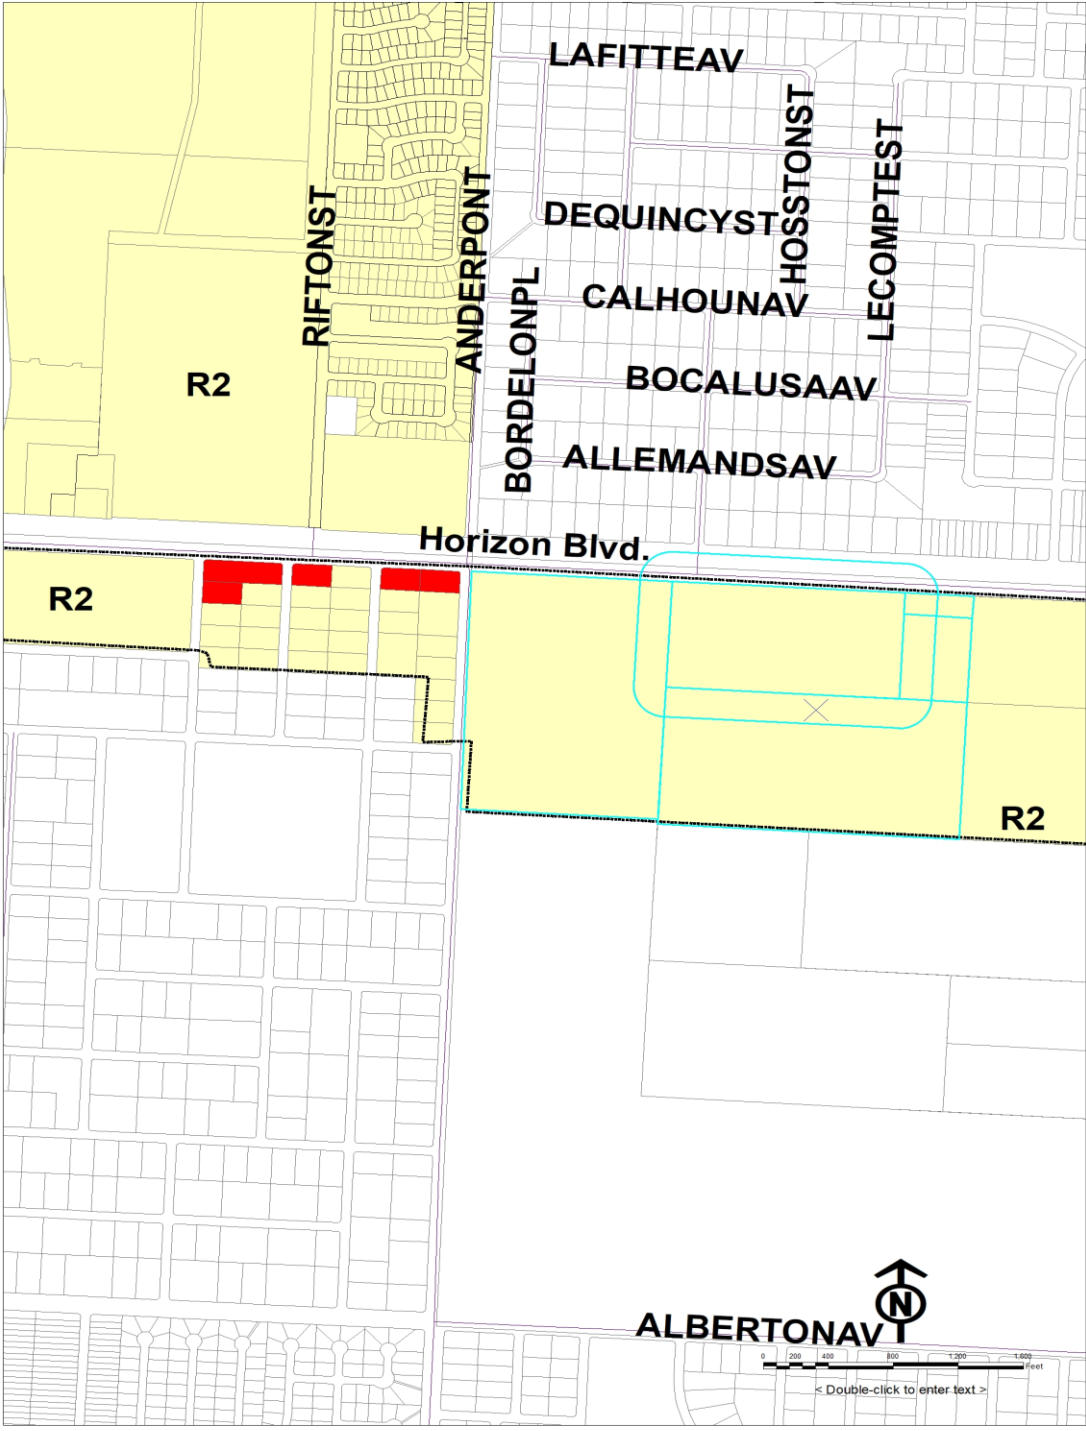 LAFITTEAV
HOSSTONST
LECOMPTEST
RIFTONST
ANDERPONT
DEQUINCYST
BORDELONPL
CALHOUNAV
R2
BOCALUSAAV
ALLEMANDSAV
Horizon Blvd.
R2
R2
N
ALBERTONAV
0 200 400 800 1,200 1,600
Feet
< Double-click to enter text >